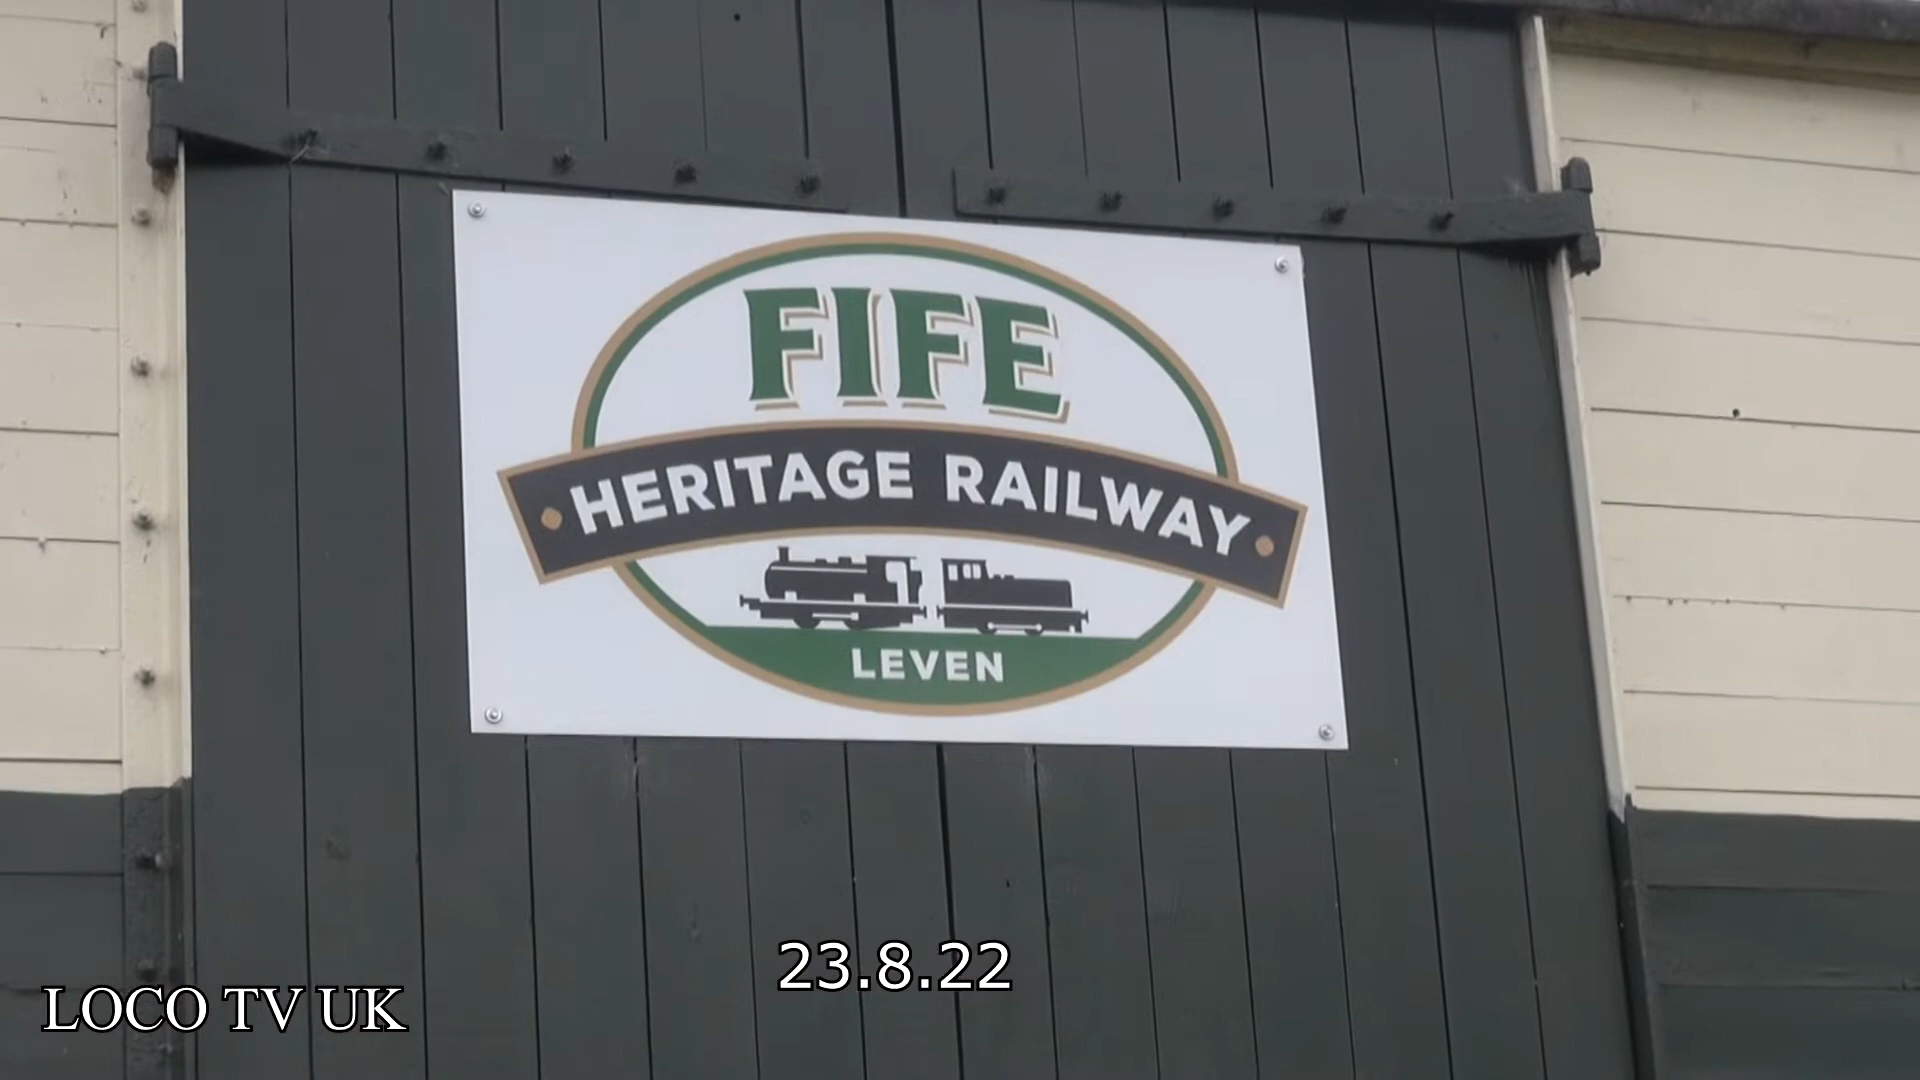 FIFE
HERITAGE RAILWAY
LEVEN
23.8.22
LOCO TV UK